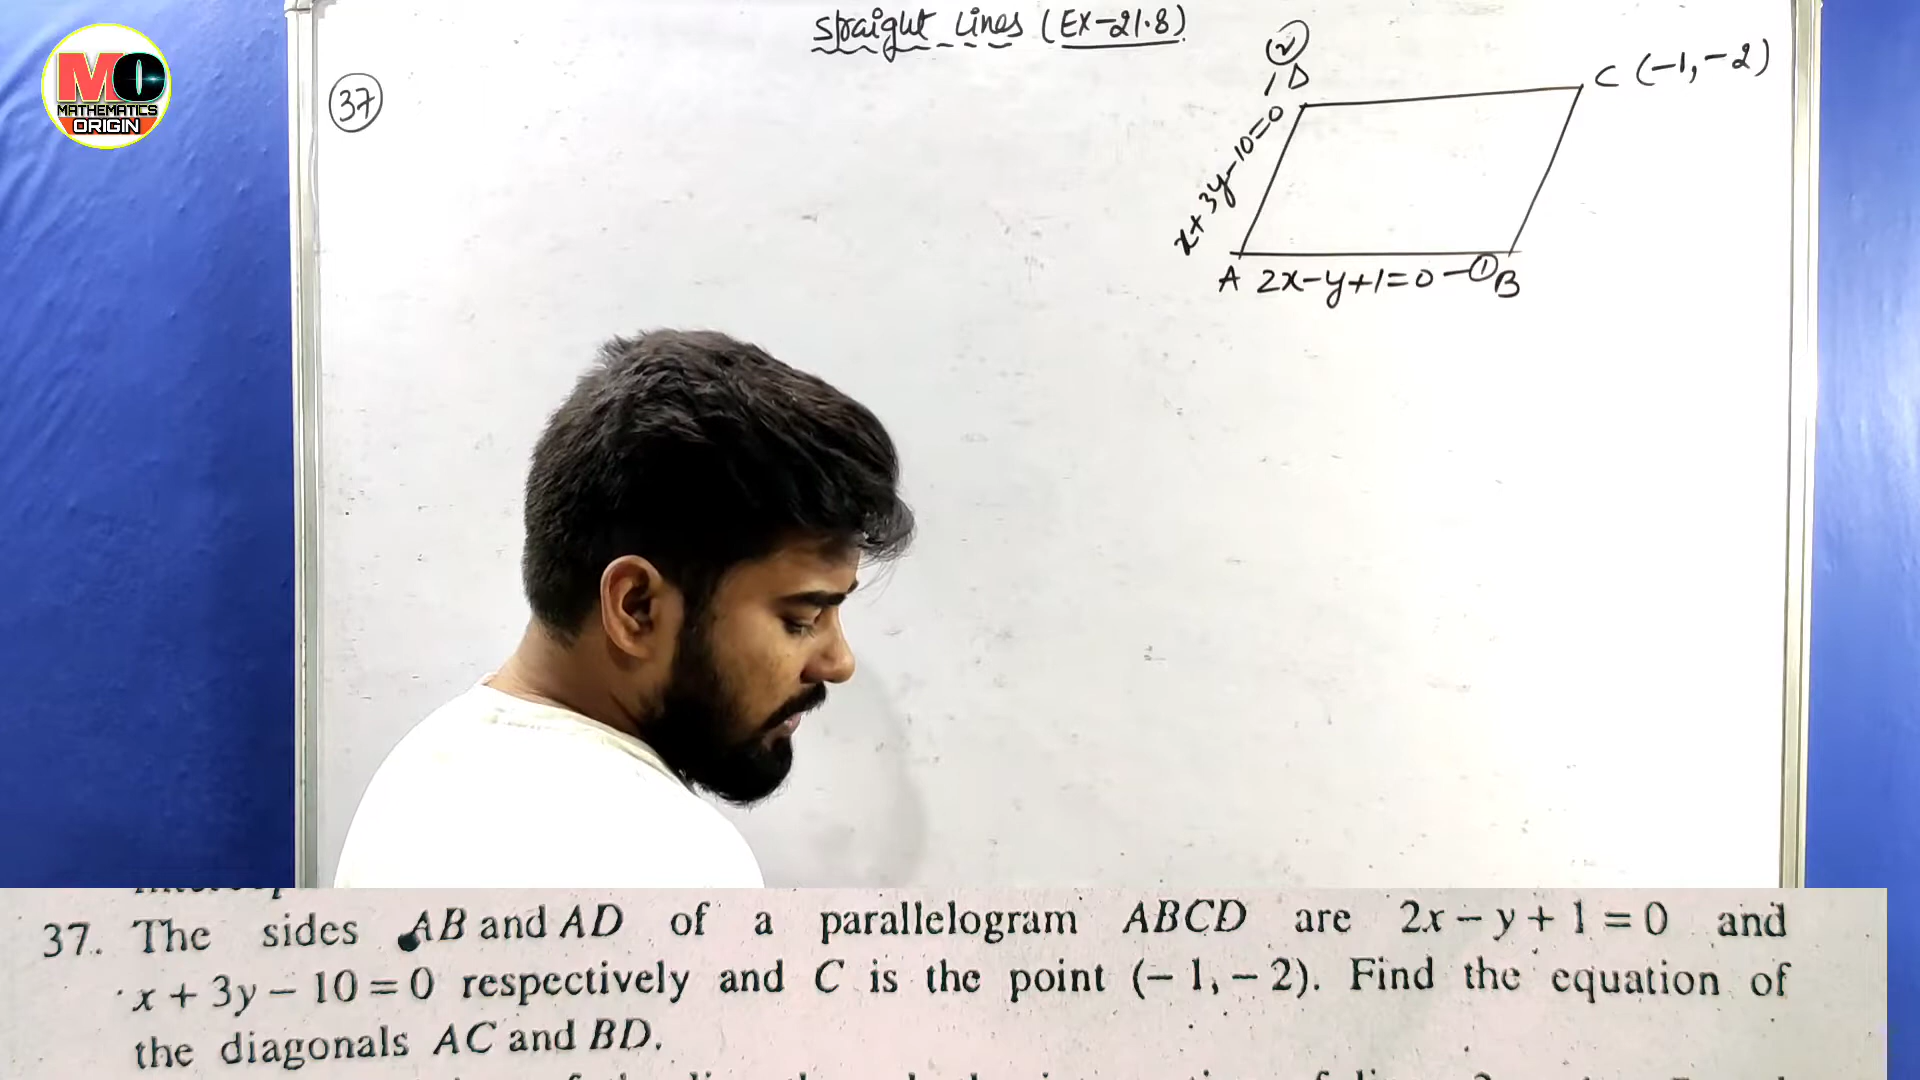 MO
MATHEMATICS
ORIGIN
Straight Lines (Ex-21.8)
37
2
D
C (-1, -2)
x+3y-10=0
A 2x-y+1=0 - 1 B
37. The sides AB and AD of a parallelogram ABCD are 2x - y + 1 = 0 and
x + 3y - 10 = 0 respectively and C is the point (- 1, - 2). Find the equation of
the diagonals AC and BD.